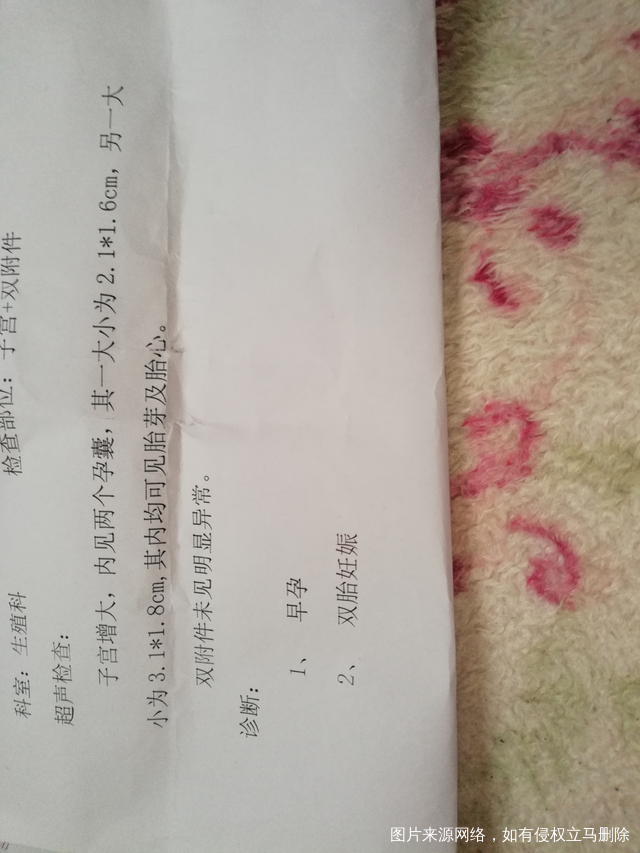 检查部位：子宫+双附件
科室：生殖科
超声检查：
子宫增大，内见两个孕囊，其一大小为2.1*1.6cm，另一大
小为3.1*1.8cm,其内均可见胎芽及胎心。
双附件未见明显异常。
诊断：
1、 早孕
2、 双胎妊娠
图片来源网络，如有侵权立马删除